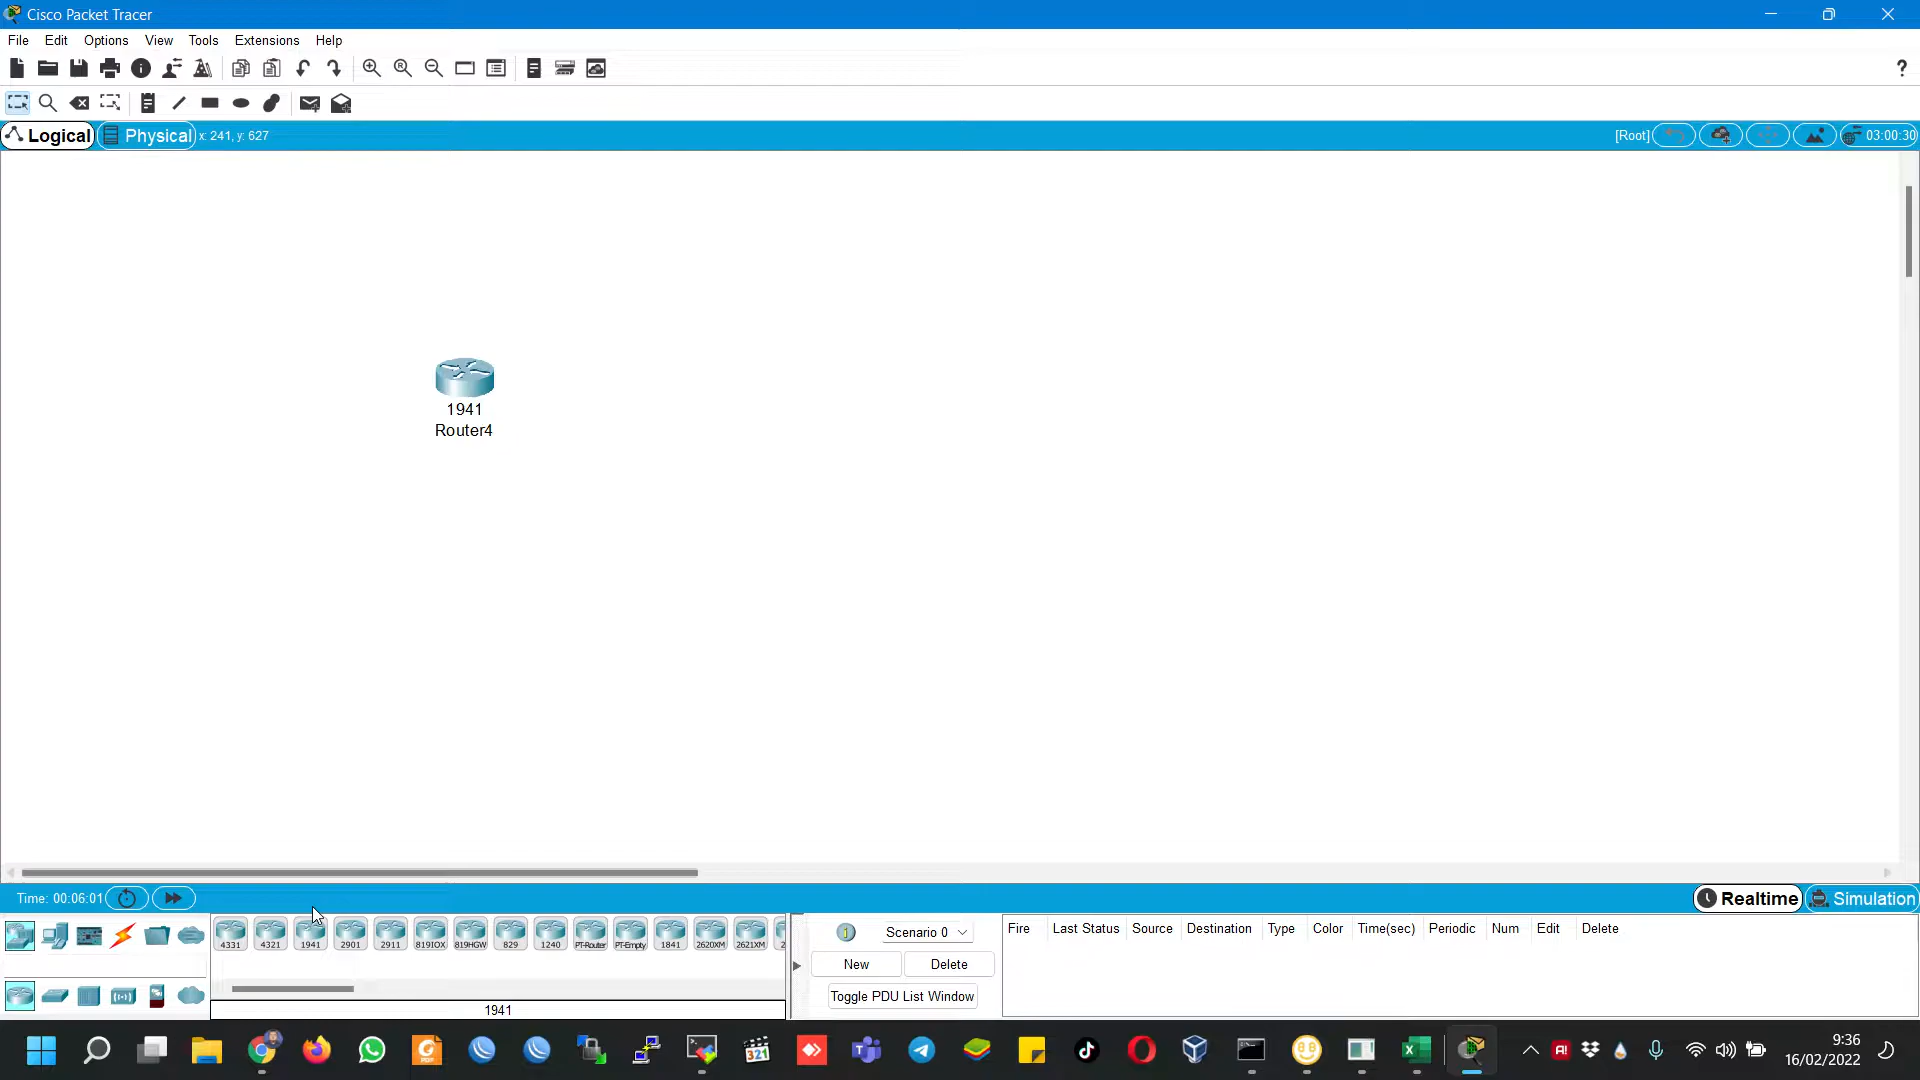 Cisco Packet Tracer
File Edit Options View Tools Extensions Help
?
Logical Physical x: 241, y: 627 [Root] 03:00:30
1941
Router4
Time: 00:06:01 Realtime Simulation
4331 4321 1941 2901 2911 819IOX 819HGW 829 1240 PT-Router PT-Empty 1841 2620XM 2621XM 2
1941
Scenario 0
New Delete
Toggle PDU List Window
Fire Last Status Source Destination Type Color Time(sec) Periodic Num Edit Delete
321
9:36
16/02/2022